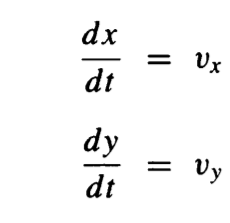 dx/dt = v_x
dy/dt = v_y